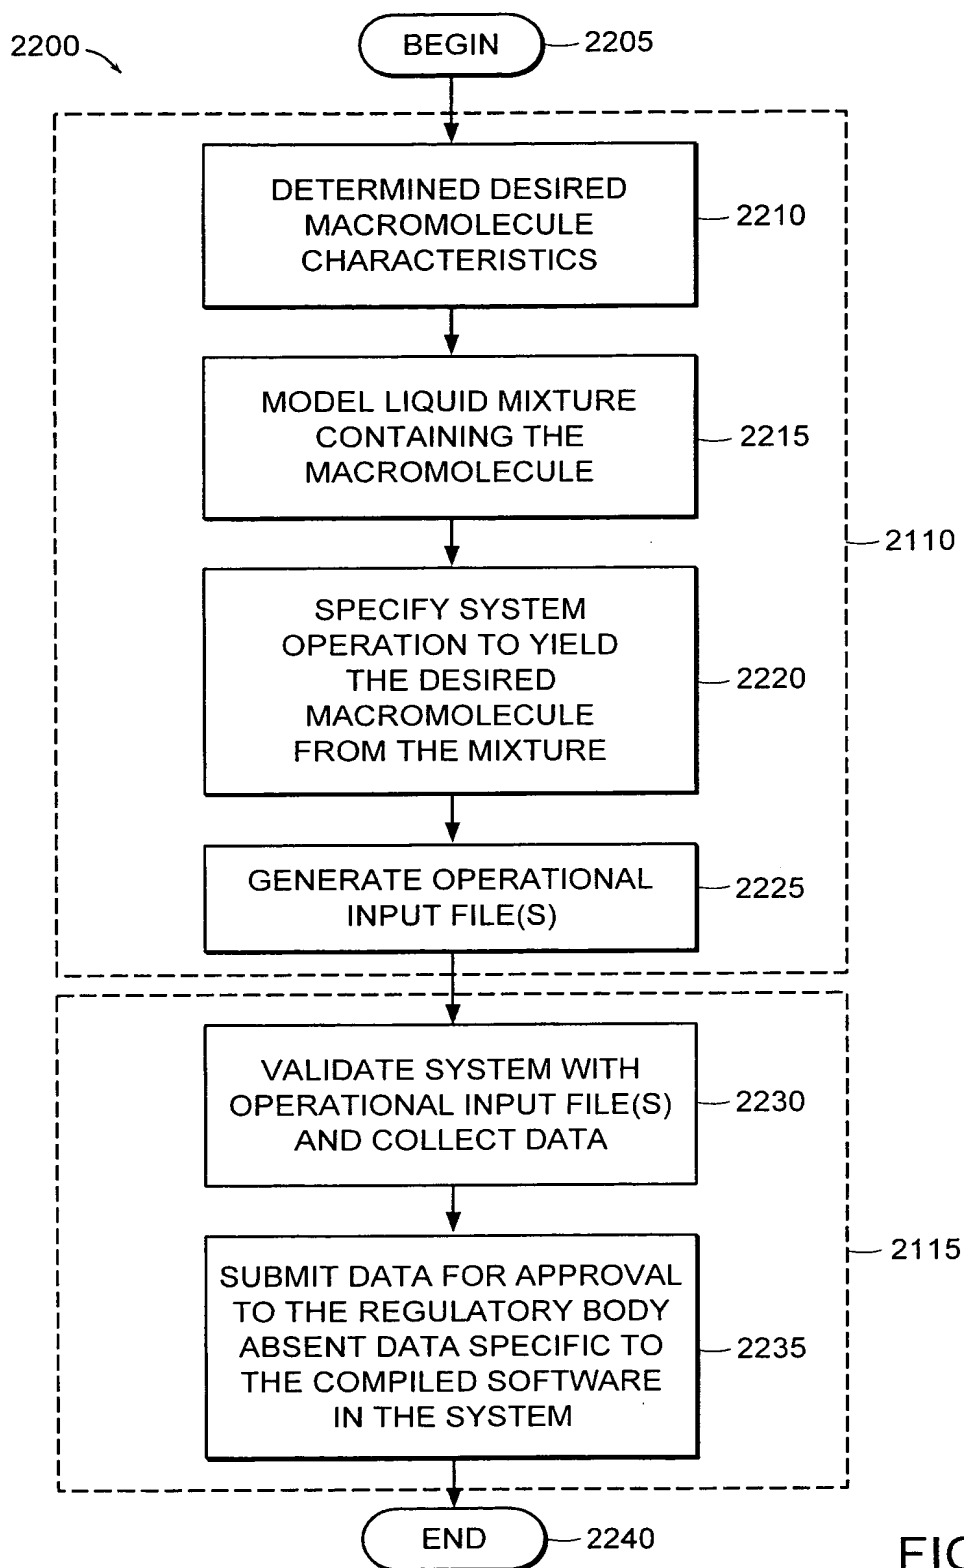 2200
BEGIN
2205
DETERMINED DESIRED
MACROMOLECULE
CHARACTERISTICS
2210
MODEL LIQUID MIXTURE
CONTAINING THE
MACROMOLECULE
2215
2110
SPECIFY SYSTEM
OPERATION TO YIELD
THE DESIRED
MACROMOLECULE
FROM THE MIXTURE
2220
GENERATE OPERATIONAL
INPUT FILE(S)
2225
VALIDATE SYSTEM WITH
OPERATIONAL INPUT FILE(S)
AND COLLECT DATA
2230
2115
SUBMIT DATA FOR APPROVAL
TO THE REGULATORY BODY
ABSENT DATA SPECIFIC TO
THE COMPILED SOFTWARE
IN THE SYSTEM
2235
END
2240